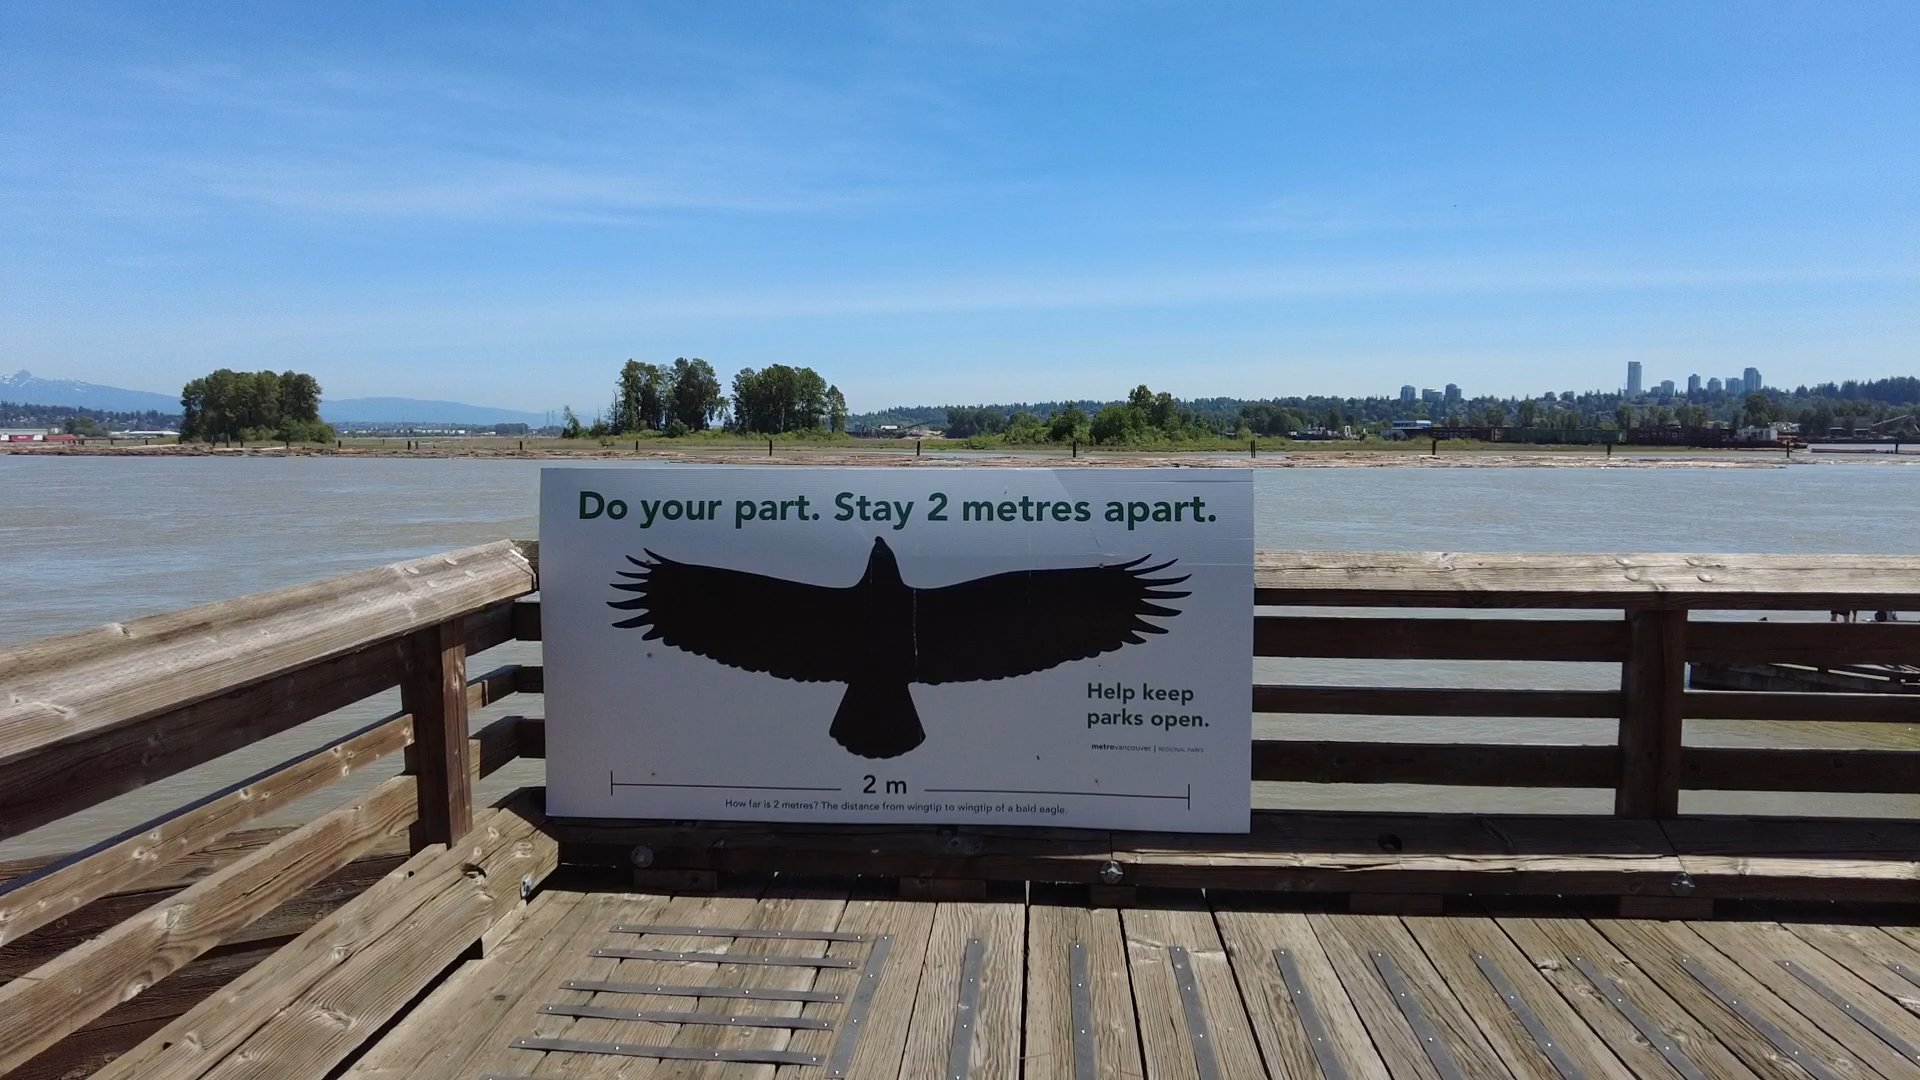 Do your part. Stay 2 metres apart.
Help keep
parks open.
metrovancouver | REGIONAL PARKS
2 m
How far is 2 metres? The distance from wingtip to wingtip of a bald eagle.